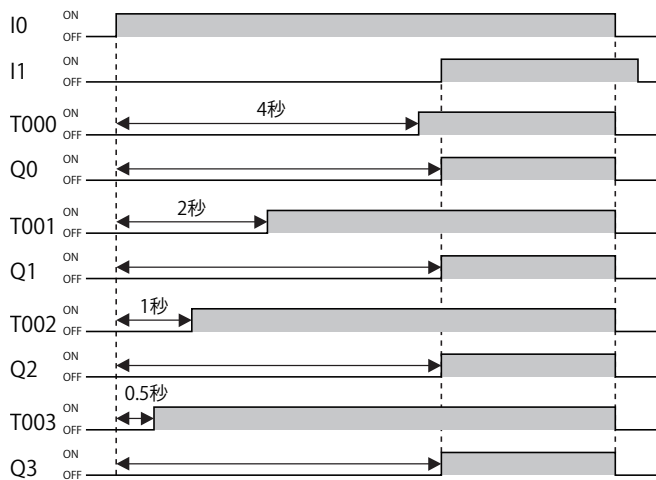 I0 ON
OFF
I1 ON
OFF
4秒
T000 ON
OFF
Q0 ON
OFF
2秒
T001 ON
OFF
Q1 ON
OFF
1秒
T002 ON
OFF
Q2 ON
OFF
0.5秒
T003 ON
OFF
Q3 ON
OFF